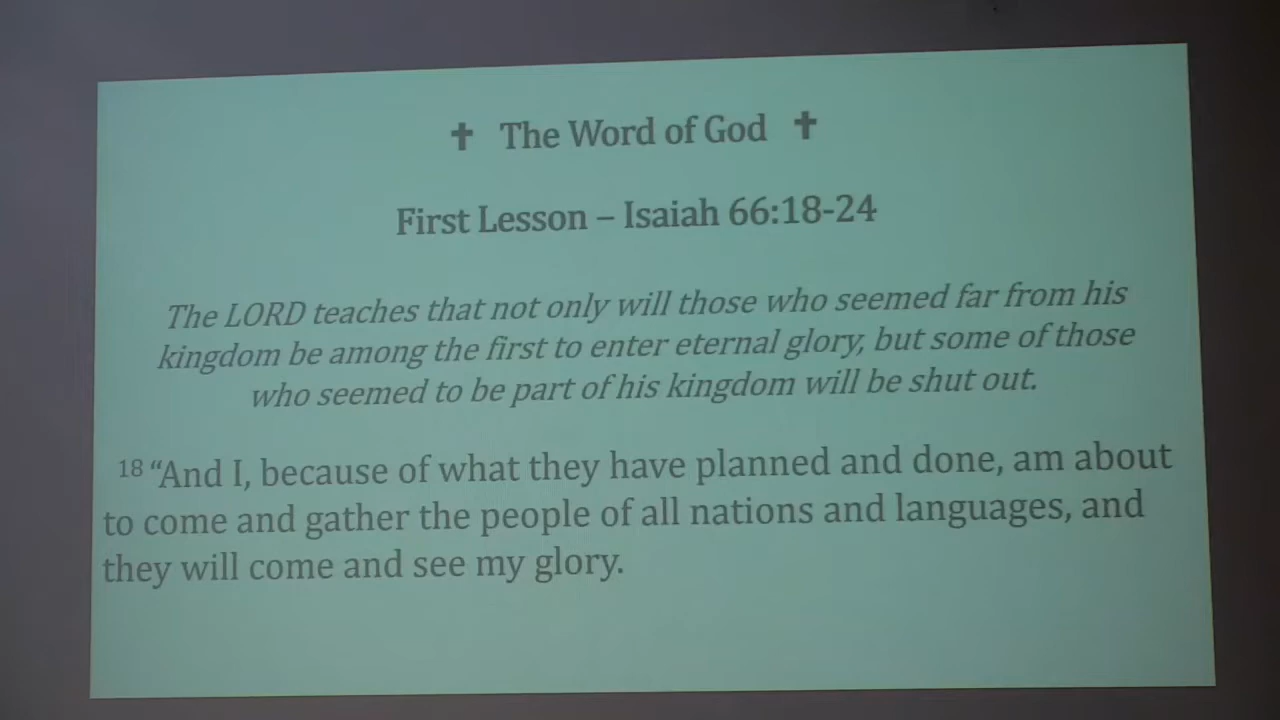 ✝ The Word of God ✝
First Lesson – Isaiah 66:18-24
The LORD teaches that not only will those who seemed far from his
kingdom be among the first to enter eternal glory, but some of those
who seemed to be part of his kingdom will be shut out.
18 “And I, because of what they have planned and done, am about
to come and gather the people of all nations and languages, and
they will come and see my glory.